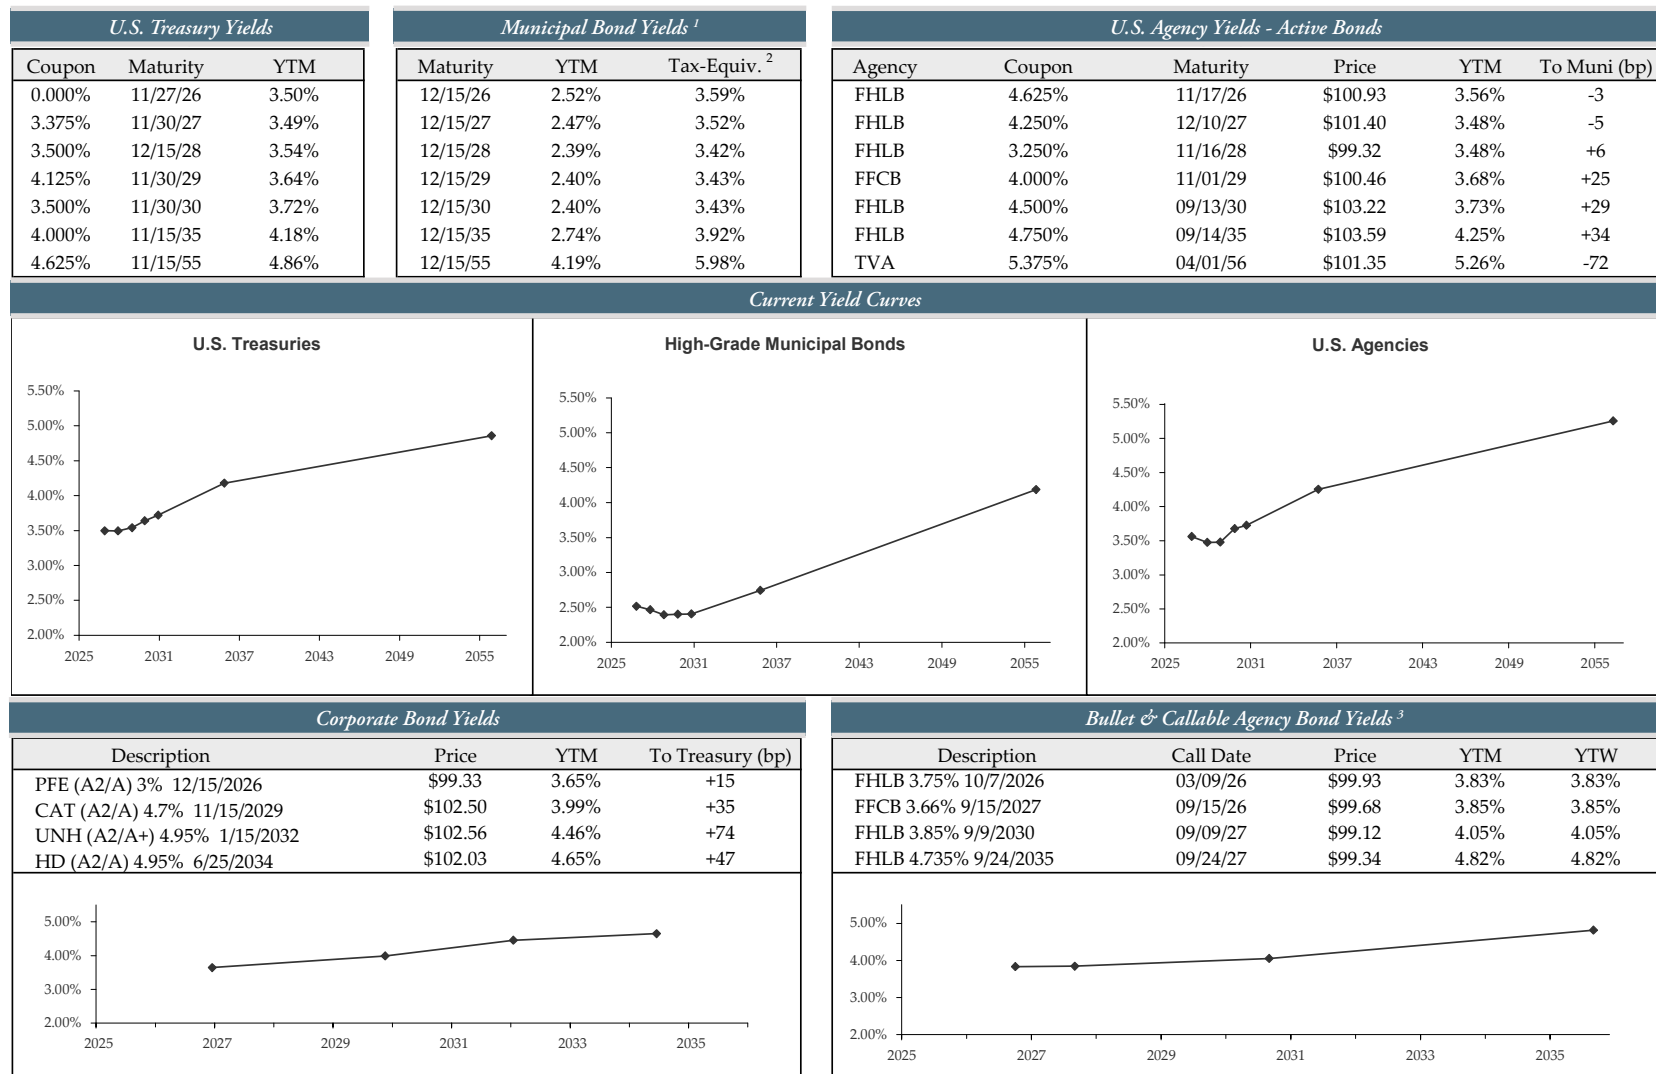 U.S. Treasury Yields
Coupon Maturity YTM
0.000% 11/27/26 3.50%
3.375% 11/30/27 3.49%
3.500% 12/15/28 3.54%
4.125% 11/30/29 3.64%
3.500% 11/30/30 3.72%
4.000% 11/15/35 4.18%
4.625% 11/15/55 4.86%
Municipal Bond Yields 1
Maturity YTM Tax-Equiv. 2
12/15/26 2.52% 3.59%
12/15/27 2.47% 3.52%
12/15/28 2.39% 3.42%
12/15/29 2.40% 3.43%
12/15/30 2.40% 3.43%
12/15/35 2.74% 3.92%
12/15/55 4.19% 5.98%
U.S. Agency Yields - Active Bonds
Agency Coupon Maturity Price YTM To Muni (bp)
FHLB 4.625% 11/17/26 $100.93 3.56% -3
FHLB 4.250% 12/10/27 $101.40 3.48% -5
FHLB 3.250% 11/16/28 $99.32 3.48% +6
FFCB 4.000% 11/01/29 $100.46 3.68% +25
FHLB 4.500% 09/13/30 $103.22 3.73% +29
FHLB 4.750% 09/14/35 $103.59 4.25% +34
TVA 5.375% 04/01/56 $101.35 5.26% -72
Current Yield Curves
U.S. Treasuries
5.50%
5.00%
4.50%
4.00%
3.50%
3.00%
2.50%
2.00%
2025 2031 2037 2043 2049 2055
High-Grade Municipal Bonds
5.50%
5.00%
4.50%
4.00%
3.50%
3.00%
2.50%
2.00%
2025 2031 2037 2043 2049 2055
U.S. Agencies
5.50%
5.00%
4.50%
4.00%
3.50%
3.00%
2.50%
2.00%
2025 2031 2037 2043 2049 2055
Corporate Bond Yields
Description Price YTM To Treasury (bp)
PFE (A2/A) 3% 12/15/2026 $99.33 3.65% +15
CAT (A2/A) 4.7% 11/15/2029 $102.50 3.99% +35
UNH (A2/A+) 4.95% 1/15/2032 $102.56 4.46% +74
HD (A2/A) 4.95% 6/25/2034 $102.03 4.65% +47
5.00%
4.00%
3.00%
2.00%
2025 2027 2029 2031 2033 2035
Bullet & Callable Agency Bond Yields 3
Description Call Date Price YTM YTW
FHLB 3.75% 10/7/2026 03/09/26 $99.93 3.83% 3.83%
FFCB 3.66% 9/15/2027 09/15/26 $99.68 3.85% 3.85%
FHLB 3.85% 9/9/2030 09/09/27 $99.12 4.05% 4.05%
FHLB 4.735% 9/24/2035 09/24/27 $99.34 4.82% 4.82%
5.00%
4.00%
3.00%
2.00%
2025 2027 2029 2031 2033 2035